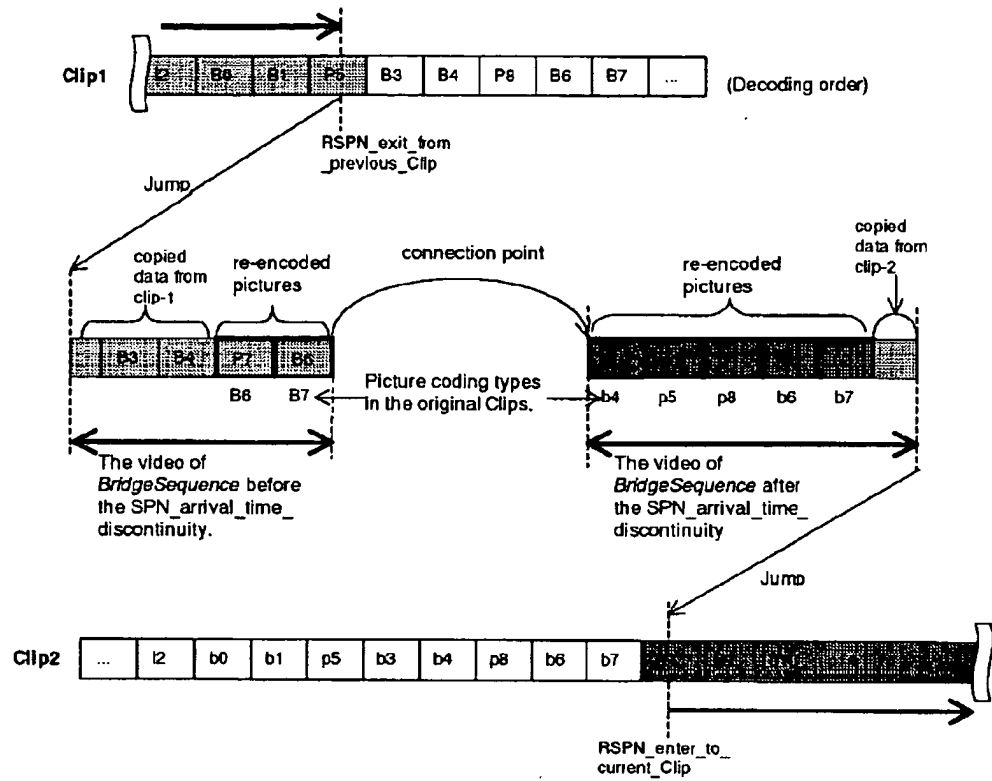 Clip1
I2 B0 B1 P5 B3 B4 P8 B6 B7 ...
(Decoding order)
RSPN_exit_from
_previous_Clip
Jump
copied
data from
clip-1
re-encoded
pictures
connection point
re-encoded
pictures
copied
data from
clip-2
B3 B4 P7 B6
B6 B7
Picture coding types
in the original Clips.
b4 p5 p8 b6 b7
The video of
BridgeSequence before
the SPN_arrival_time_
discontinuity.
The video of
BridgeSequence after
the SPN_arrival_time_
discontinuity
Jump
Clip2
... I2 b0 b1 p5 b3 b4 p8 b6 b7
RSPN_enter_to_
current_Clip